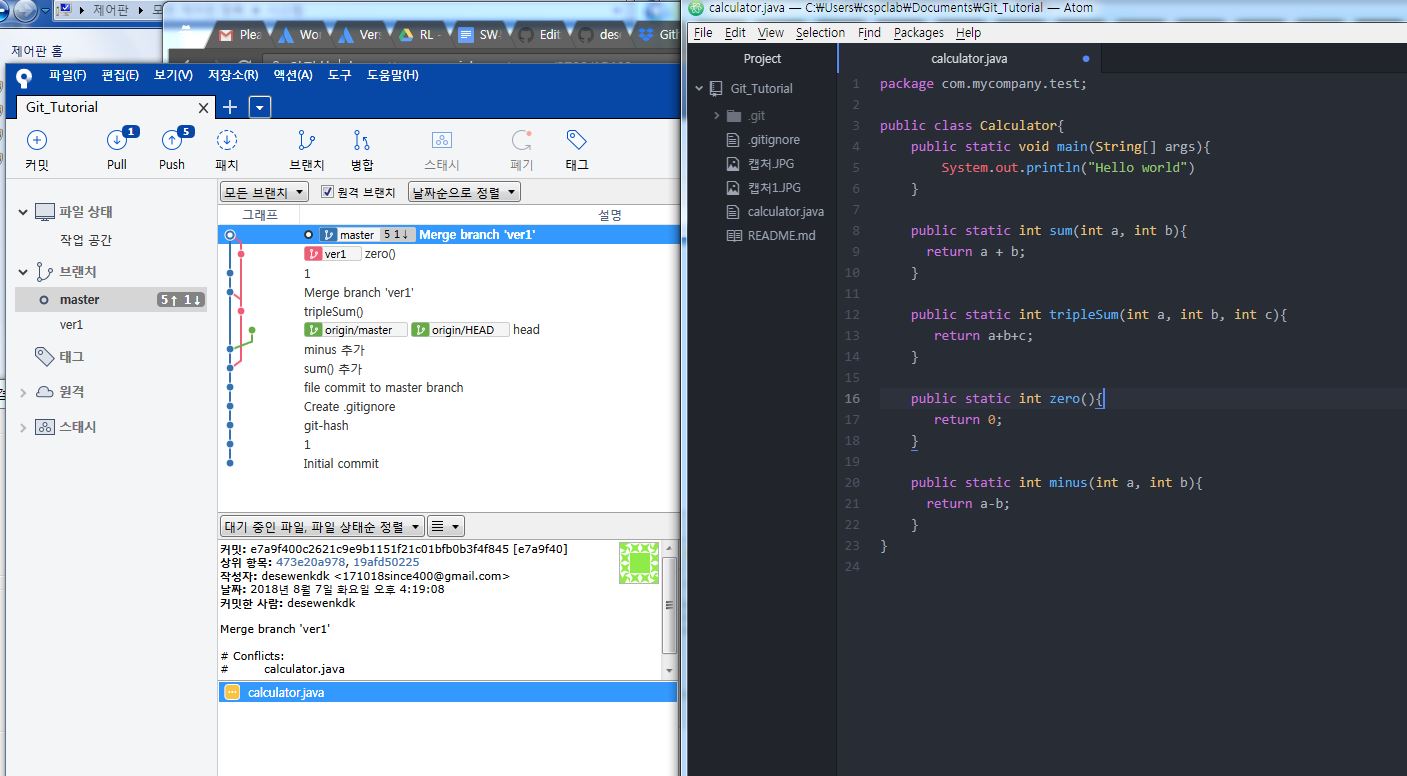 제어판
제어판 홈
Plea
Wo
Vers
RL -
SW
Edit
dese
Gith
파일(F) 편집(E) 보기(V) 저장소(R) 액션(A) 도구 도움말(H)
Git_Tutorial
1
5
커밋 Pull Push 패치 브랜치 병합 스태시 폐기 태그
모든 브랜치 원격 브랜치 날짜순으로 정렬
파일 상태
작업 공간
브랜치
master 5↑ 1↓
ver1
태그
원격
스태시
그래프 설명
master 5 1↓ Merge branch 'ver1'
ver1 zero()
1
Merge branch 'ver1'
tripleSum()
origin/master origin/HEAD head
minus 추가
sum() 추가
file commit to master branch
Create .gitignore
git-hash
1
Initial commit
대기 중인 파일, 파일 상태순 정렬
커밋: e7a9f400c2621c9e9b1151f21c01bfb0b3f4f845 [e7a9f40]
상위 항목: 473e20a978, 19afd50225
작성자: desewenkdk <171018since400@gmail.com>
날짜: 2018년 8월 7일 화요일 오후 4:19:08
커밋한 사람: desewenkdk
Merge branch 'ver1'
# Conflicts:
# calculator.java
calculator.java
calculator.java — C:₩Users₩cspclab₩Documents₩Git_Tutorial — Atom
File Edit View Selection Find Packages Help
Project
Git_Tutorial
.git
.gitignore
캡처.JPG
캡처1.JPG
calculator.java
README.md
calculator.java
1 package com.mycompany.test;
2
3 public class Calculator{
4 public static void main(String[] args){
5 System.out.println("Hello world")
6 }
7
8 public static int sum(int a, int b){
9 return a + b;
10 }
11
12 public static int tripleSum(int a, int b, int c){
13 return a+b+c;
14 }
15
16 public static int zero(){
17 return 0;
18 }
19
20 public static int minus(int a, int b){
21 return a-b;
22 }
23 }
24